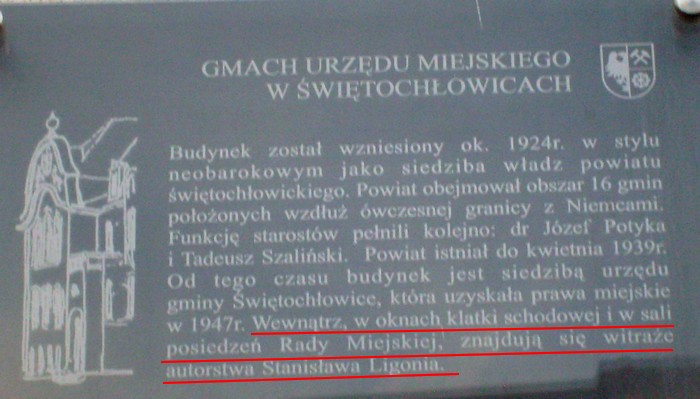 GMACH URZĘDU MIEJSKIEGO
W ŚWIĘTOCHŁOWICACH
Budynek został wzniesiony ok. 1924r. w stylu
neobarokowym jako siedziba władz powiatu
świętochłowickiego. Powiat obejmował obszar 16 gmin
położonych wzdłuż ówczesnej granicy z Niemcami.
Funkcję starostów pełnili kolejno: dr Józef Potyka
i Tadeusz Szaliński. Powiat istniał do kwietnia 1939r.
Od tego czasu budynek jest siedzibą urzędu
gminy Świętochłowice, która uzyskała prawa miejskie
w 1947r. Wewnątrz, w oknach klatki schodowej i w sali
posiedzeń Rady Miejskiej, znajdują się witraże
autorstwa Stanisława Ligonia.